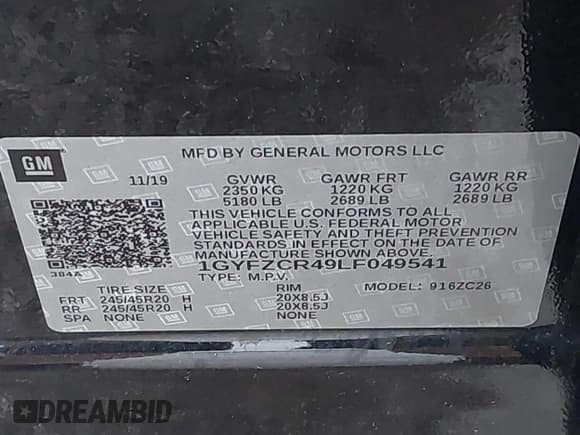 GM
MFD BY GENERAL MOTORS LLC
11/19 GVWR GAWR FRT GAWR RR
2350 KG 1220 KG 1220 KG
5180 LB 2689 LB 2689 LB
THIS VEHICLE CONFORMS TO ALL
APPLICABLE U.S. FEDERAL MOTOR
VEHICLE SAFETY AND THEFT PREVENTION
STANDARDS IN EFFECT ON THE DATE OF
MANUFACTURE SHOWN ABOVE.
384A
1GYFZCR49LF049541
TYPE: M.P.V. MODEL: 916ZC26
TIRE SIZE RIM
FRT 245/45R20 H 20X8.5J
RR 245/45R20 H 20X8.5J
SPA NONE NONE
DREAMBID